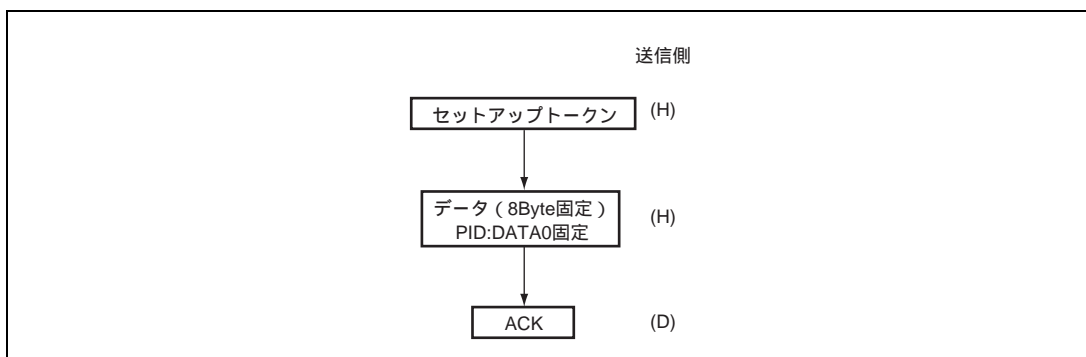 送信側
セットアップトークン (H)
データ（8Byte固定）
PID:DATA0固定 (H)
ACK (D)